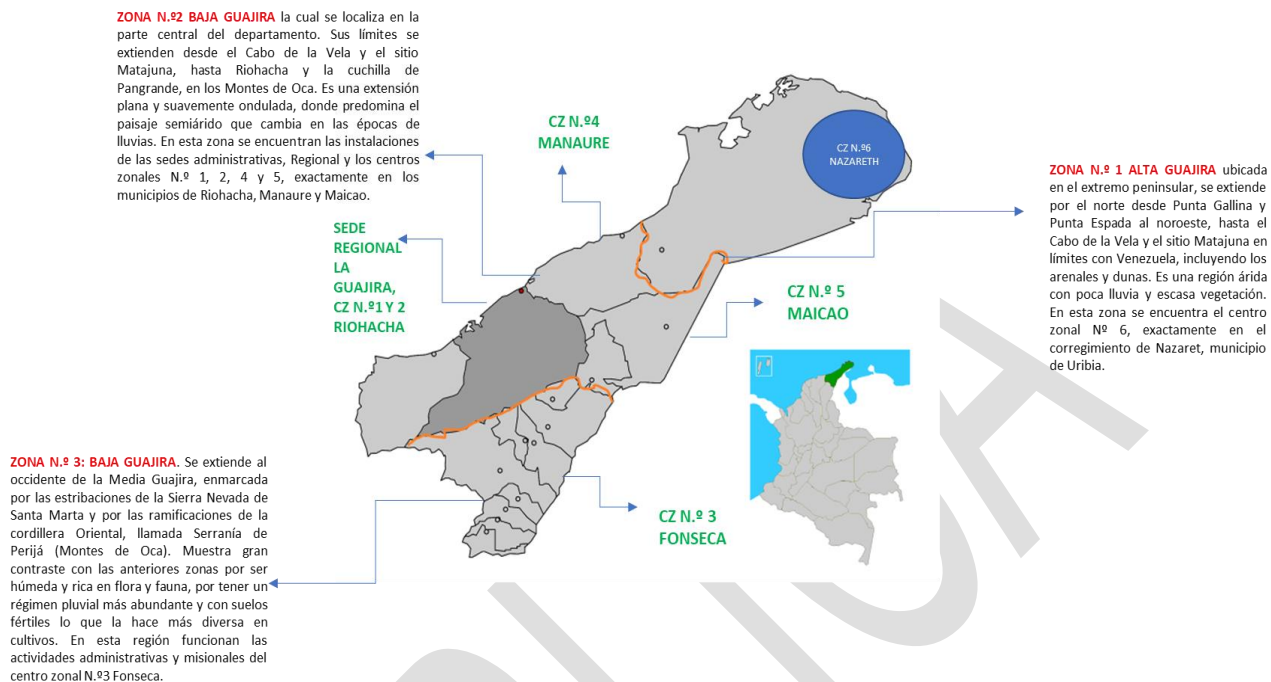 ZONA N.º2 BAJA GUAJIRA la cual se localiza en la
parte central del departamento. Sus límites se
extienden desde el Cabo de la Vela y el sitio
Matajuna, hasta Riohacha y la cuchilla de
Pangrande, en los Montes de Oca. Es una extensión
plana y suavemente ondulada, donde predomina el
paisaje semiárido que cambia en las épocas de
lluvias. En esta zona se encuentran las instalaciones
de las sedes administrativas, Regional y los centros
zonales N.º 1, 2, 4 y 5, exactamente en los
municipios de Riohacha, Manaure y Maicao.
CZ N.º4
MANAURE
CZ N.º6
NAZARETH
ZONA N.º 1 ALTA GUAJIRA ubicada
en el extremo peninsular, se extiende
por el norte desde Punta Gallina y
Punta Espada al noroeste, hasta el
Cabo de la Vela y el sitio Matajuna en
límites con Venezuela, incluyendo los
arenales y dunas. Es una región árida
con poca lluvia y escasa vegetación.
En esta zona se encuentra el centro
zonal Nº 6, exactamente en el
corregimiento de Nazaret, municipio
de Uribia.
SEDE
REGIONAL
LA
GUAJIRA,
CZ N.º1 Y 2
RIOHACHA
CZ N.º 5
MAICAO
ZONA N.º 3: BAJA GUAJIRA. Se extiende al
occidente de la Media Guajira, enmarcada
por las estribaciones de la Sierra Nevada de
Santa Marta y por las ramificaciones de la
cordillera Oriental, llamada Serranía de
Perijá (Montes de Oca). Muestra gran
contraste con las anteriores zonas por ser
húmeda y rica en flora y fauna, por tener un
régimen pluvial más abundante y con suelos
fértiles lo que la hace más diversa en
cultivos. En esta región funcionan las
actividades administrativas y misionales del
centro zonal N.º3 Fonseca.
CZ N.º 3
FONSECA